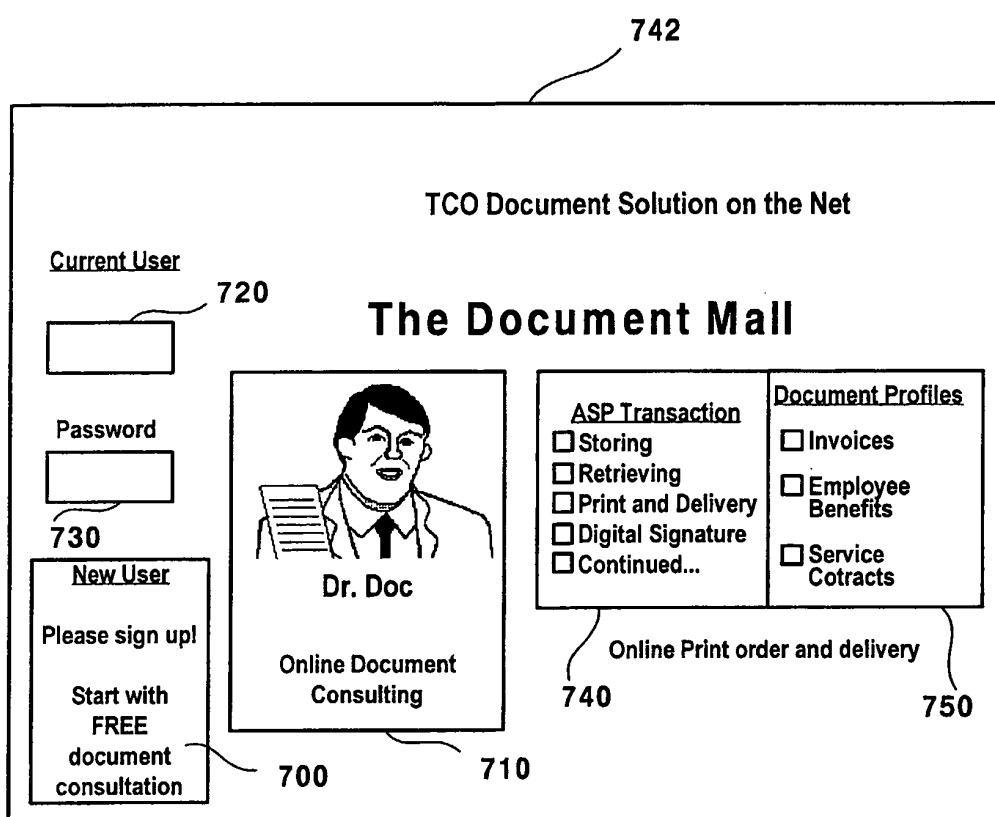 742
TCO Document Solution on the Net
Current User
720
The Document Mall
Password
730
New User
Please sign up!
Start with
FREE
document
consultation
700
Dr. Doc
Online Document
Consulting
710
ASP Transaction
Storing
Retrieving
Print and Delivery
Digital Signature
Continued...
740
Document Profiles
Invoices
Employee
Benefits
Service
Cotracts
750
Online Print order and delivery